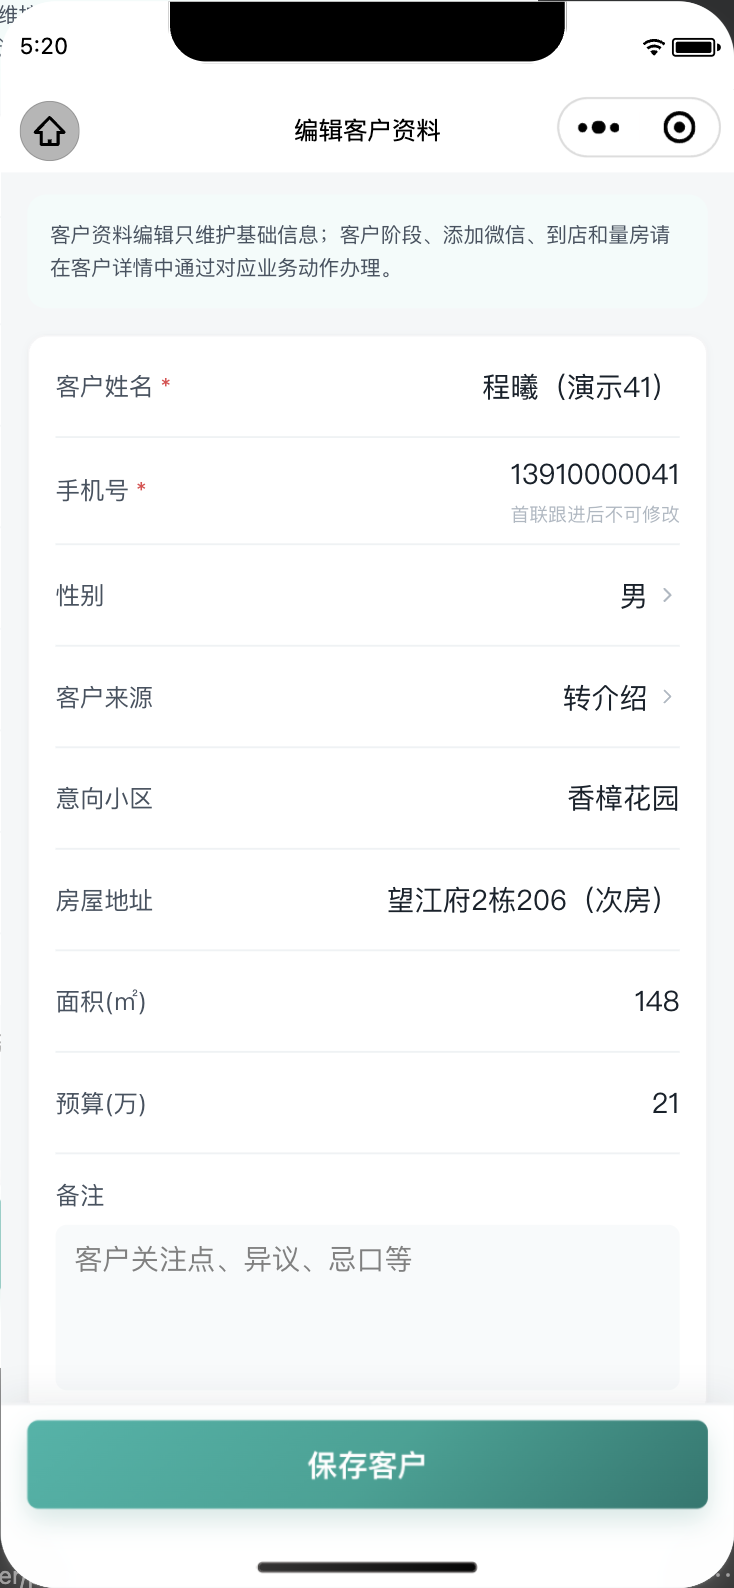 5:20
编辑客户资料
客户资料编辑只维护基础信息；客户阶段、添加微信、到店和量房请
在客户详情中通过对应业务动作办理。
客户姓名 *
程曦（演示41）
手机号 *
13910000041
首联跟进后不可修改
性别
男
客户来源
转介绍
意向小区
香樟花园
房屋地址
望江府2栋206（次房）
面积(㎡)
148
预算(万)
21
备注
客户关注点、异议、忌口等
保存客户